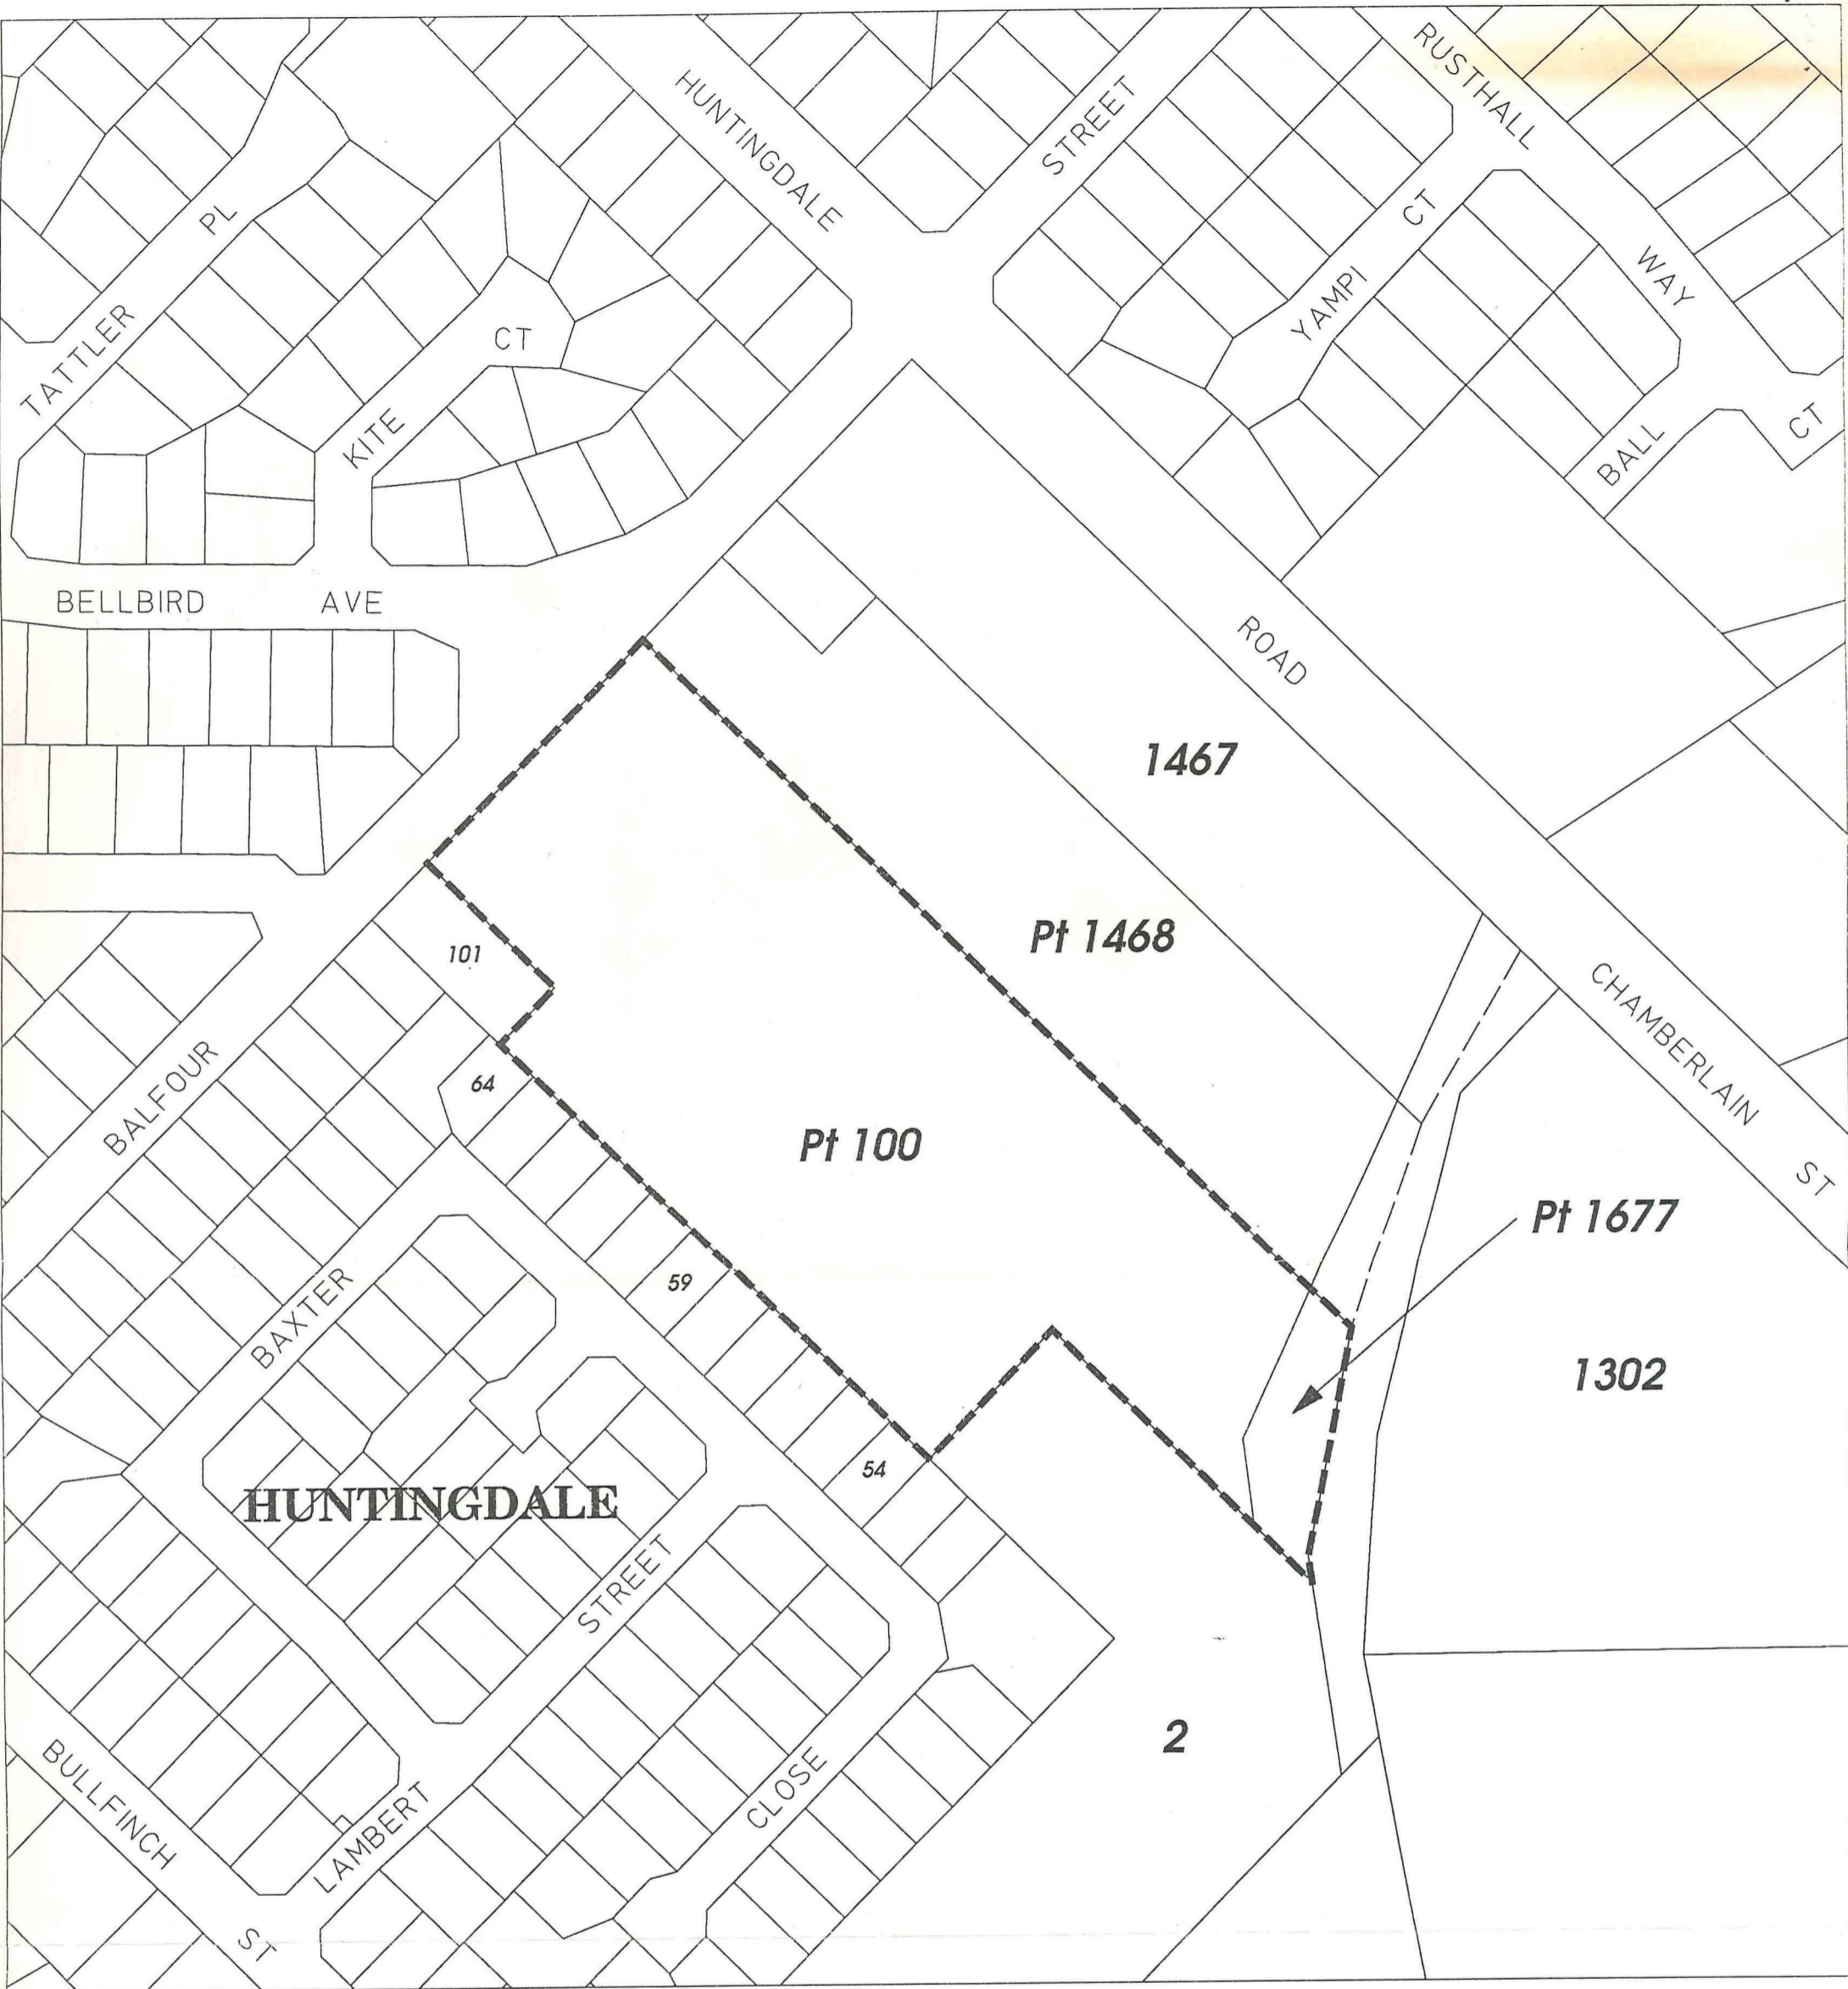 RUSTHALL
HUNTINGDALE
STREET
PL
CT
WAY
YAMPI
TATTLER
CT
KITE
BALL
CT
BELLBIRD AVE
ROAD
1467
Pt 1468
101
CHAMBERLAIN
BALFOUR
64
Pt 100
ST
Pt 1677
59
BAXTER
1302
54
HUNTINGDALE
STREET
2
CLOSE
BULLFINCH
LAMBERT
ST